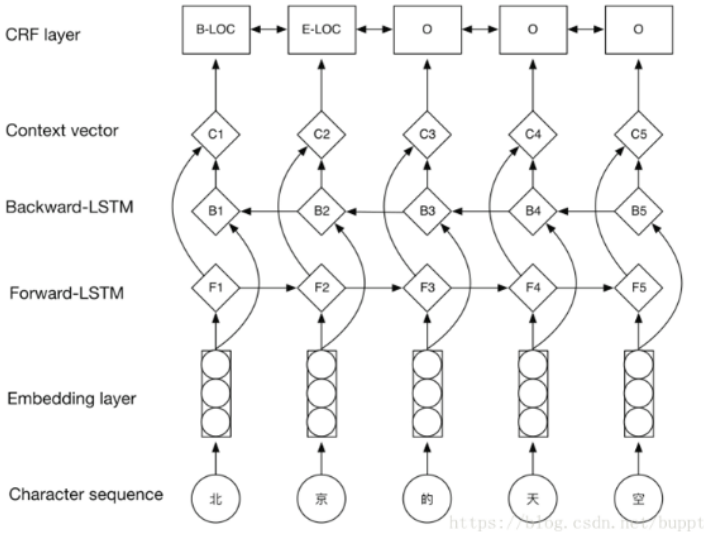 CRF layer B-LOC E-LOC O O O
Context vector C1 C2 C3 C4 C5
Backward-LSTM B1 B2 B3 B4 B5
Forward-LSTM F1 F2 F3 F4 F5
Embedding layer
Character sequence 北 京 的 天 空
https://blog.csdn.net/buppt